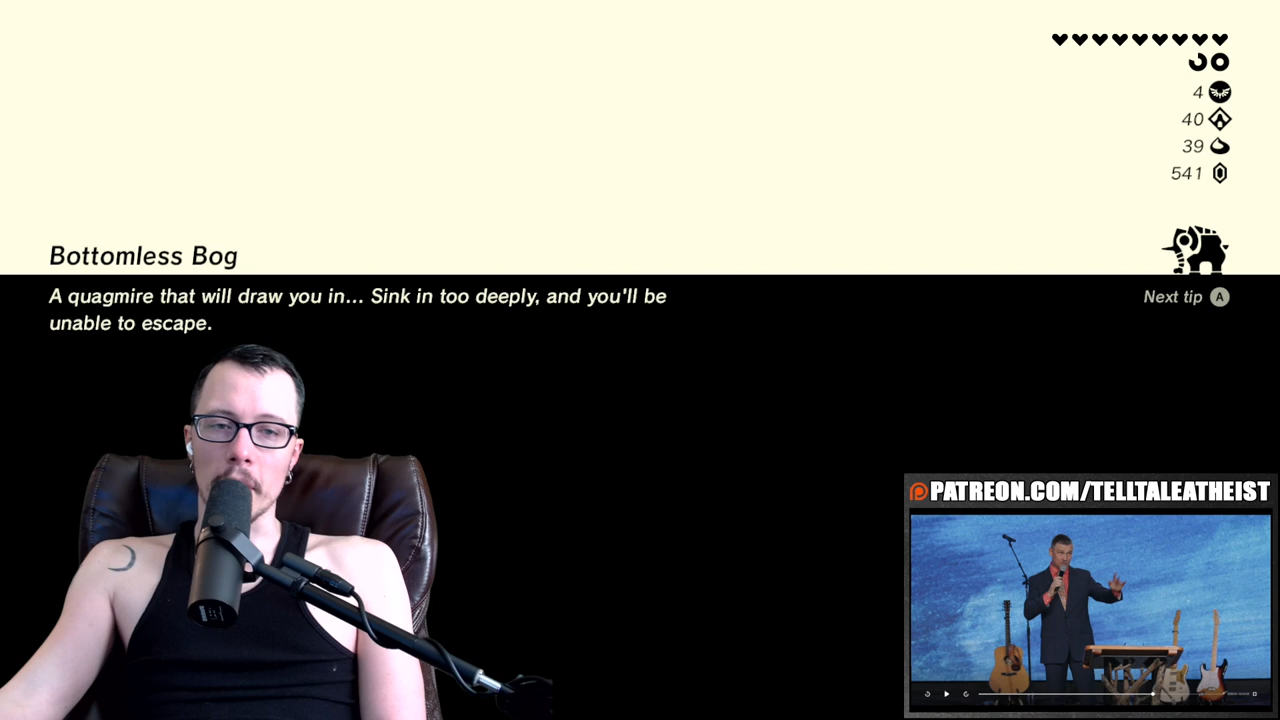 4
40
39
541
Bottomless Bog
A quagmire that will draw you in... Sink in too deeply, and you'll be
unable to escape.
Next tip A
PATREON.COM/TELLTALEATHEIST